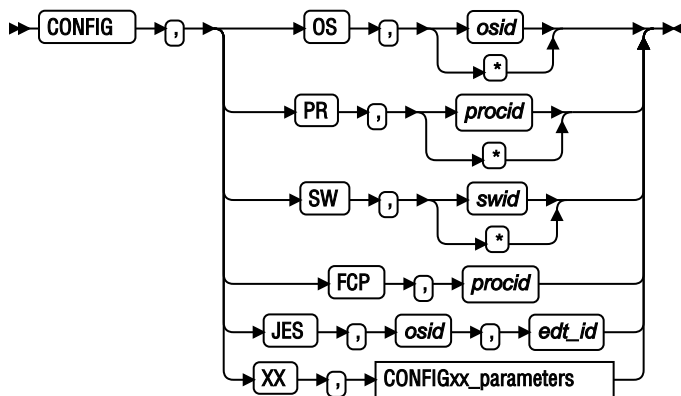 CONFIG , OS , osid
*
PR , procid
*
SW , swid
*
FCP , procid
JES , osid , edt_id
XX , CONFIGxx_parameters